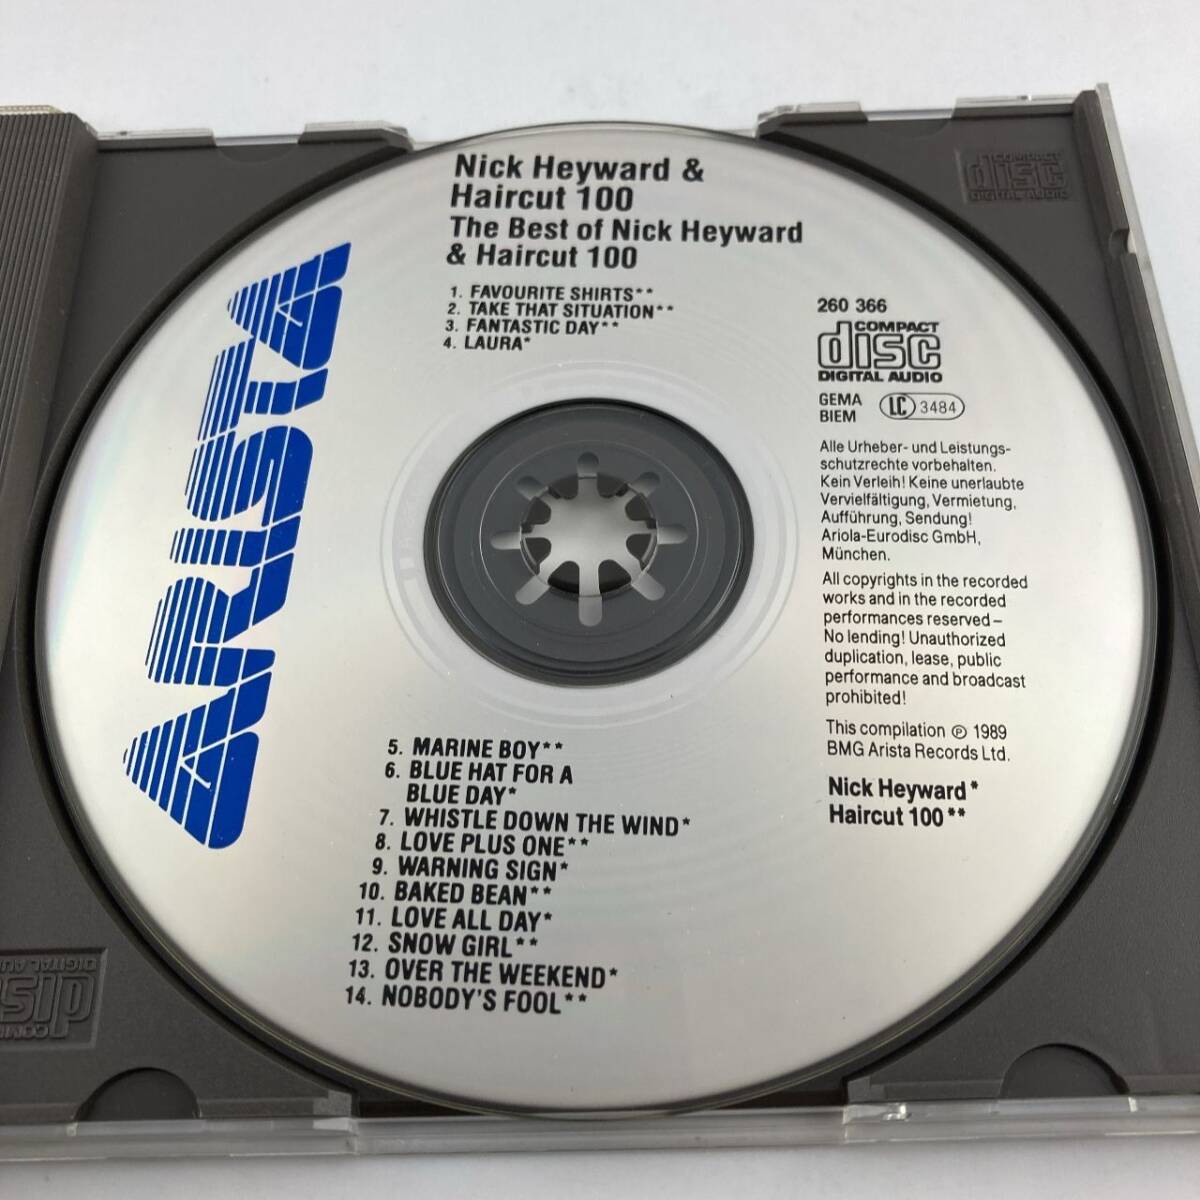 Nick Heyward &
Haircut 100
The Best of Nick Heyward
& Haircut 100
1. FAVOURITE SHIRTS**
2. TAKE THAT SITUATION**
3. FANTASTIC DAY**
4. LAURA*
ARISTA
260 366
COMPACT
disc
DIGITAL AUDIO
GEMA
BIEM
LC 3484
Alle Urheber- und Leistungs-
schutzrechte vorbehalten.
Kein Verleih! Keine unerlaubte
Vervielfältigung, Vermietung,
Aufführung, Sendung!
Ariola-Eurodisc GmbH,
München.
All copyrights in the recorded
works and in the recorded
performances reserved –
No lending! Unauthorized
duplication, lease, public
performance and broadcast
prohibited!
This compilation ℗ 1989
BMG Arista Records Ltd.
Nick Heyward*
Haircut 100**
5. MARINE BOY**
6. BLUE HAT FOR A
BLUE DAY*
7. WHISTLE DOWN THE WIND*
8. LOVE PLUS ONE**
9. WARNING SIGN*
10. BAKED BEAN**
11. LOVE ALL DAY*
12. SNOW GIRL**
13. OVER THE WEEKEND*
14. NOBODY'S FOOL**
COMPACT
disc
DIGITAL AUDIO